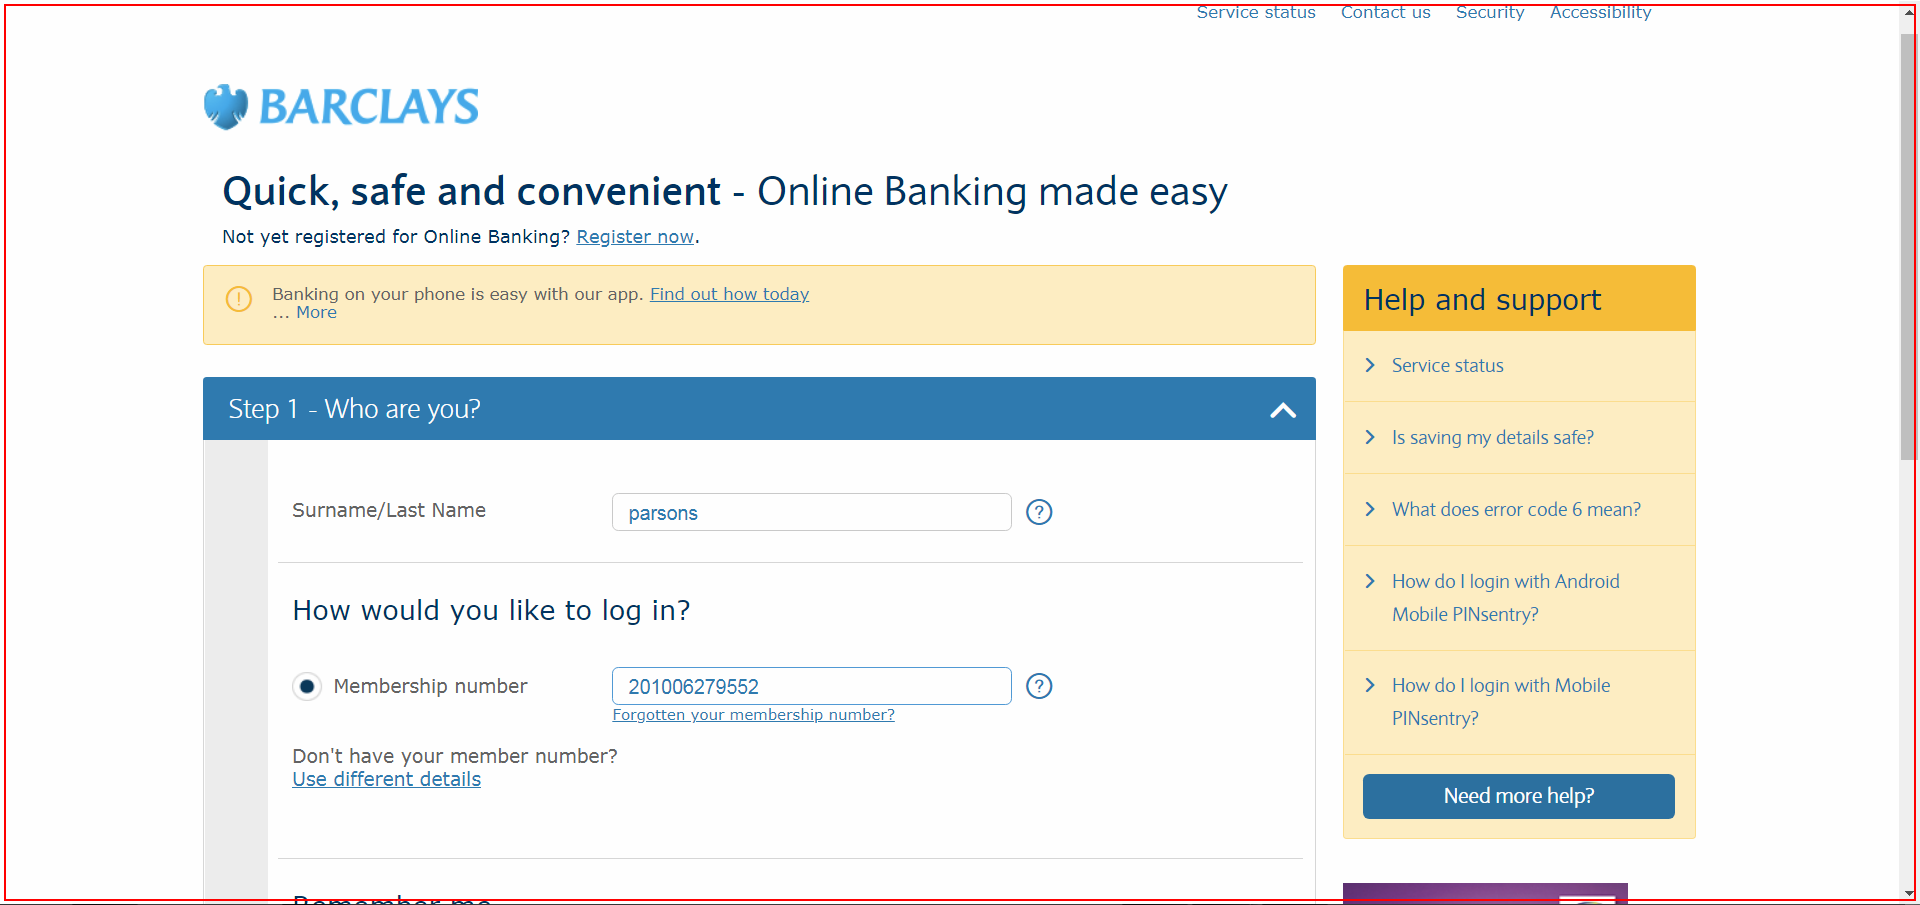 Service status Contact us Security Accessibility
BARCLAYS
Quick, safe and convenient - Online Banking made easy
Not yet registered for Online Banking? Register now.
Banking on your phone is easy with our app. Find out how today
... More
Step 1 - Who are you?
Surname/Last Name parsons ?
How would you like to log in?
Membership number 201006279552 ?
Forgotten your membership number?
Don't have your member number?
Use different details
Remember me
Help and support
Service status
Is saving my details safe?
What does error code 6 mean?
How do I login with Android
Mobile PINsentry?
How do I login with Mobile
PINsentry?
Need more help?